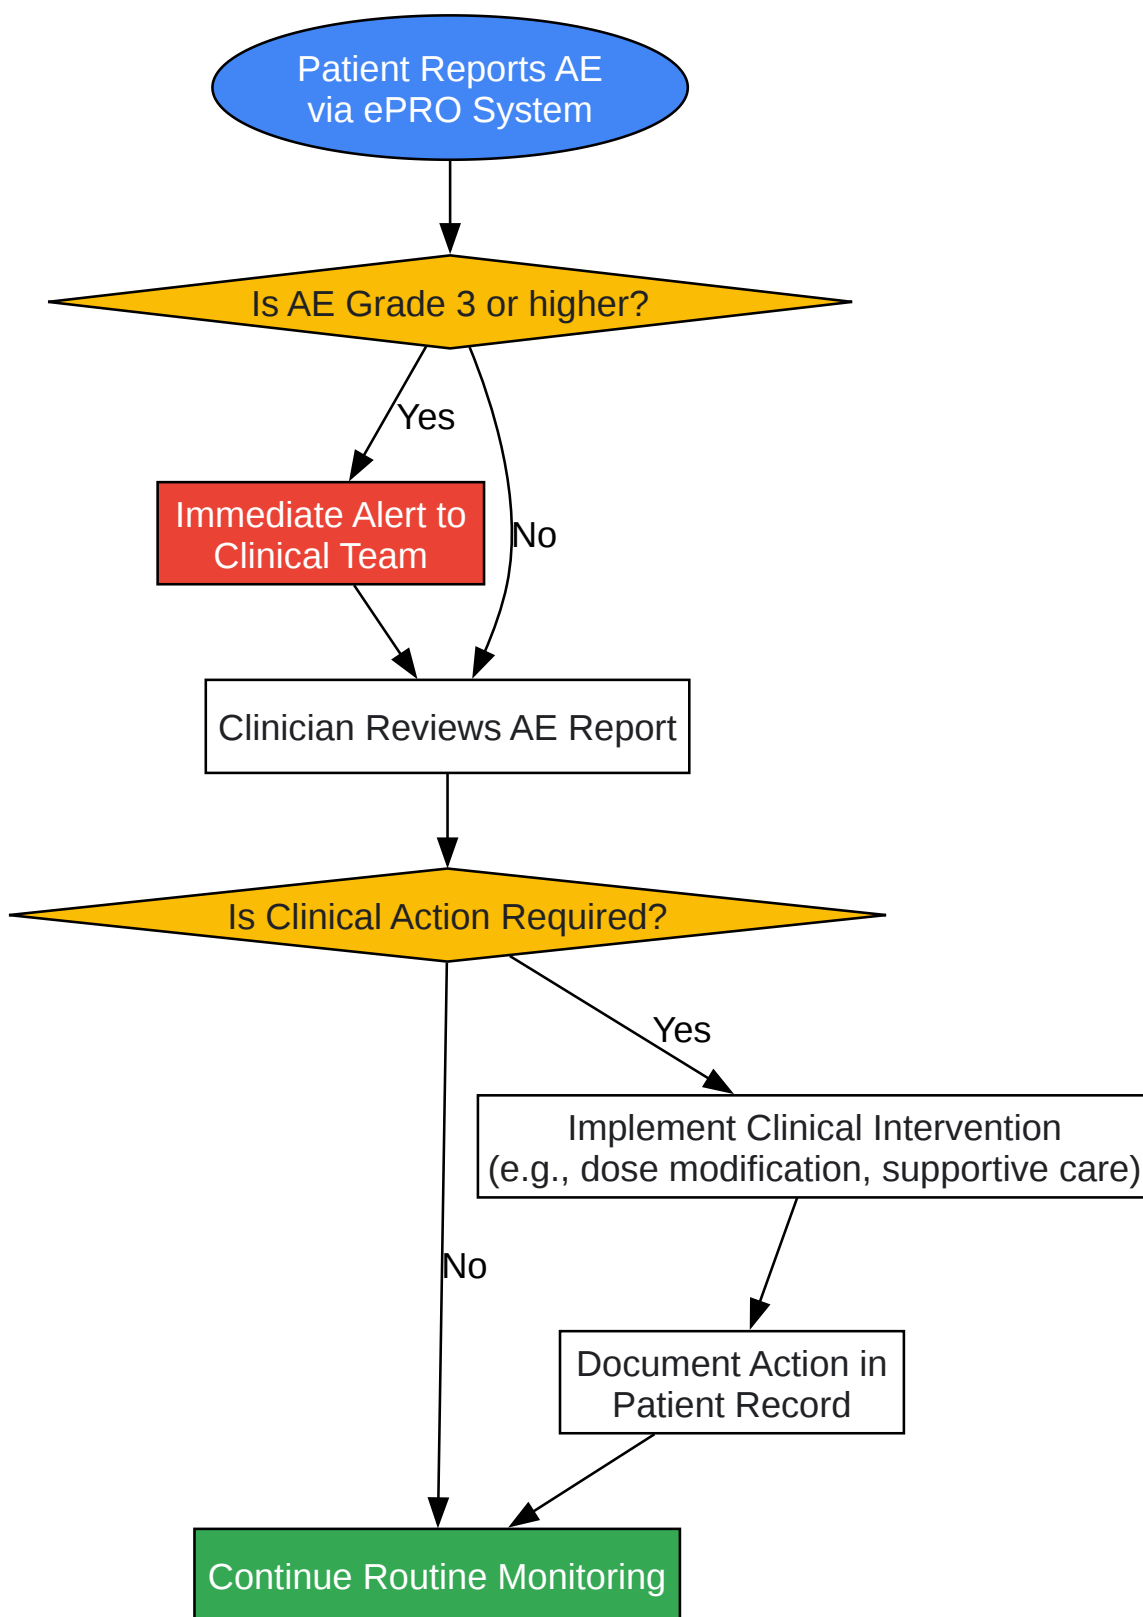 Patient Reports AE
via ePRO System
Is AE Grade 3 or higher?
Yes
Immediate Alert to
Clinical Team
No
Clinician Reviews AE Report
Is Clinical Action Required?
Yes
Implement Clinical Intervention
(e.g., dose modification, supportive care)
No
Document Action in
Patient Record
Continue Routine Monitoring